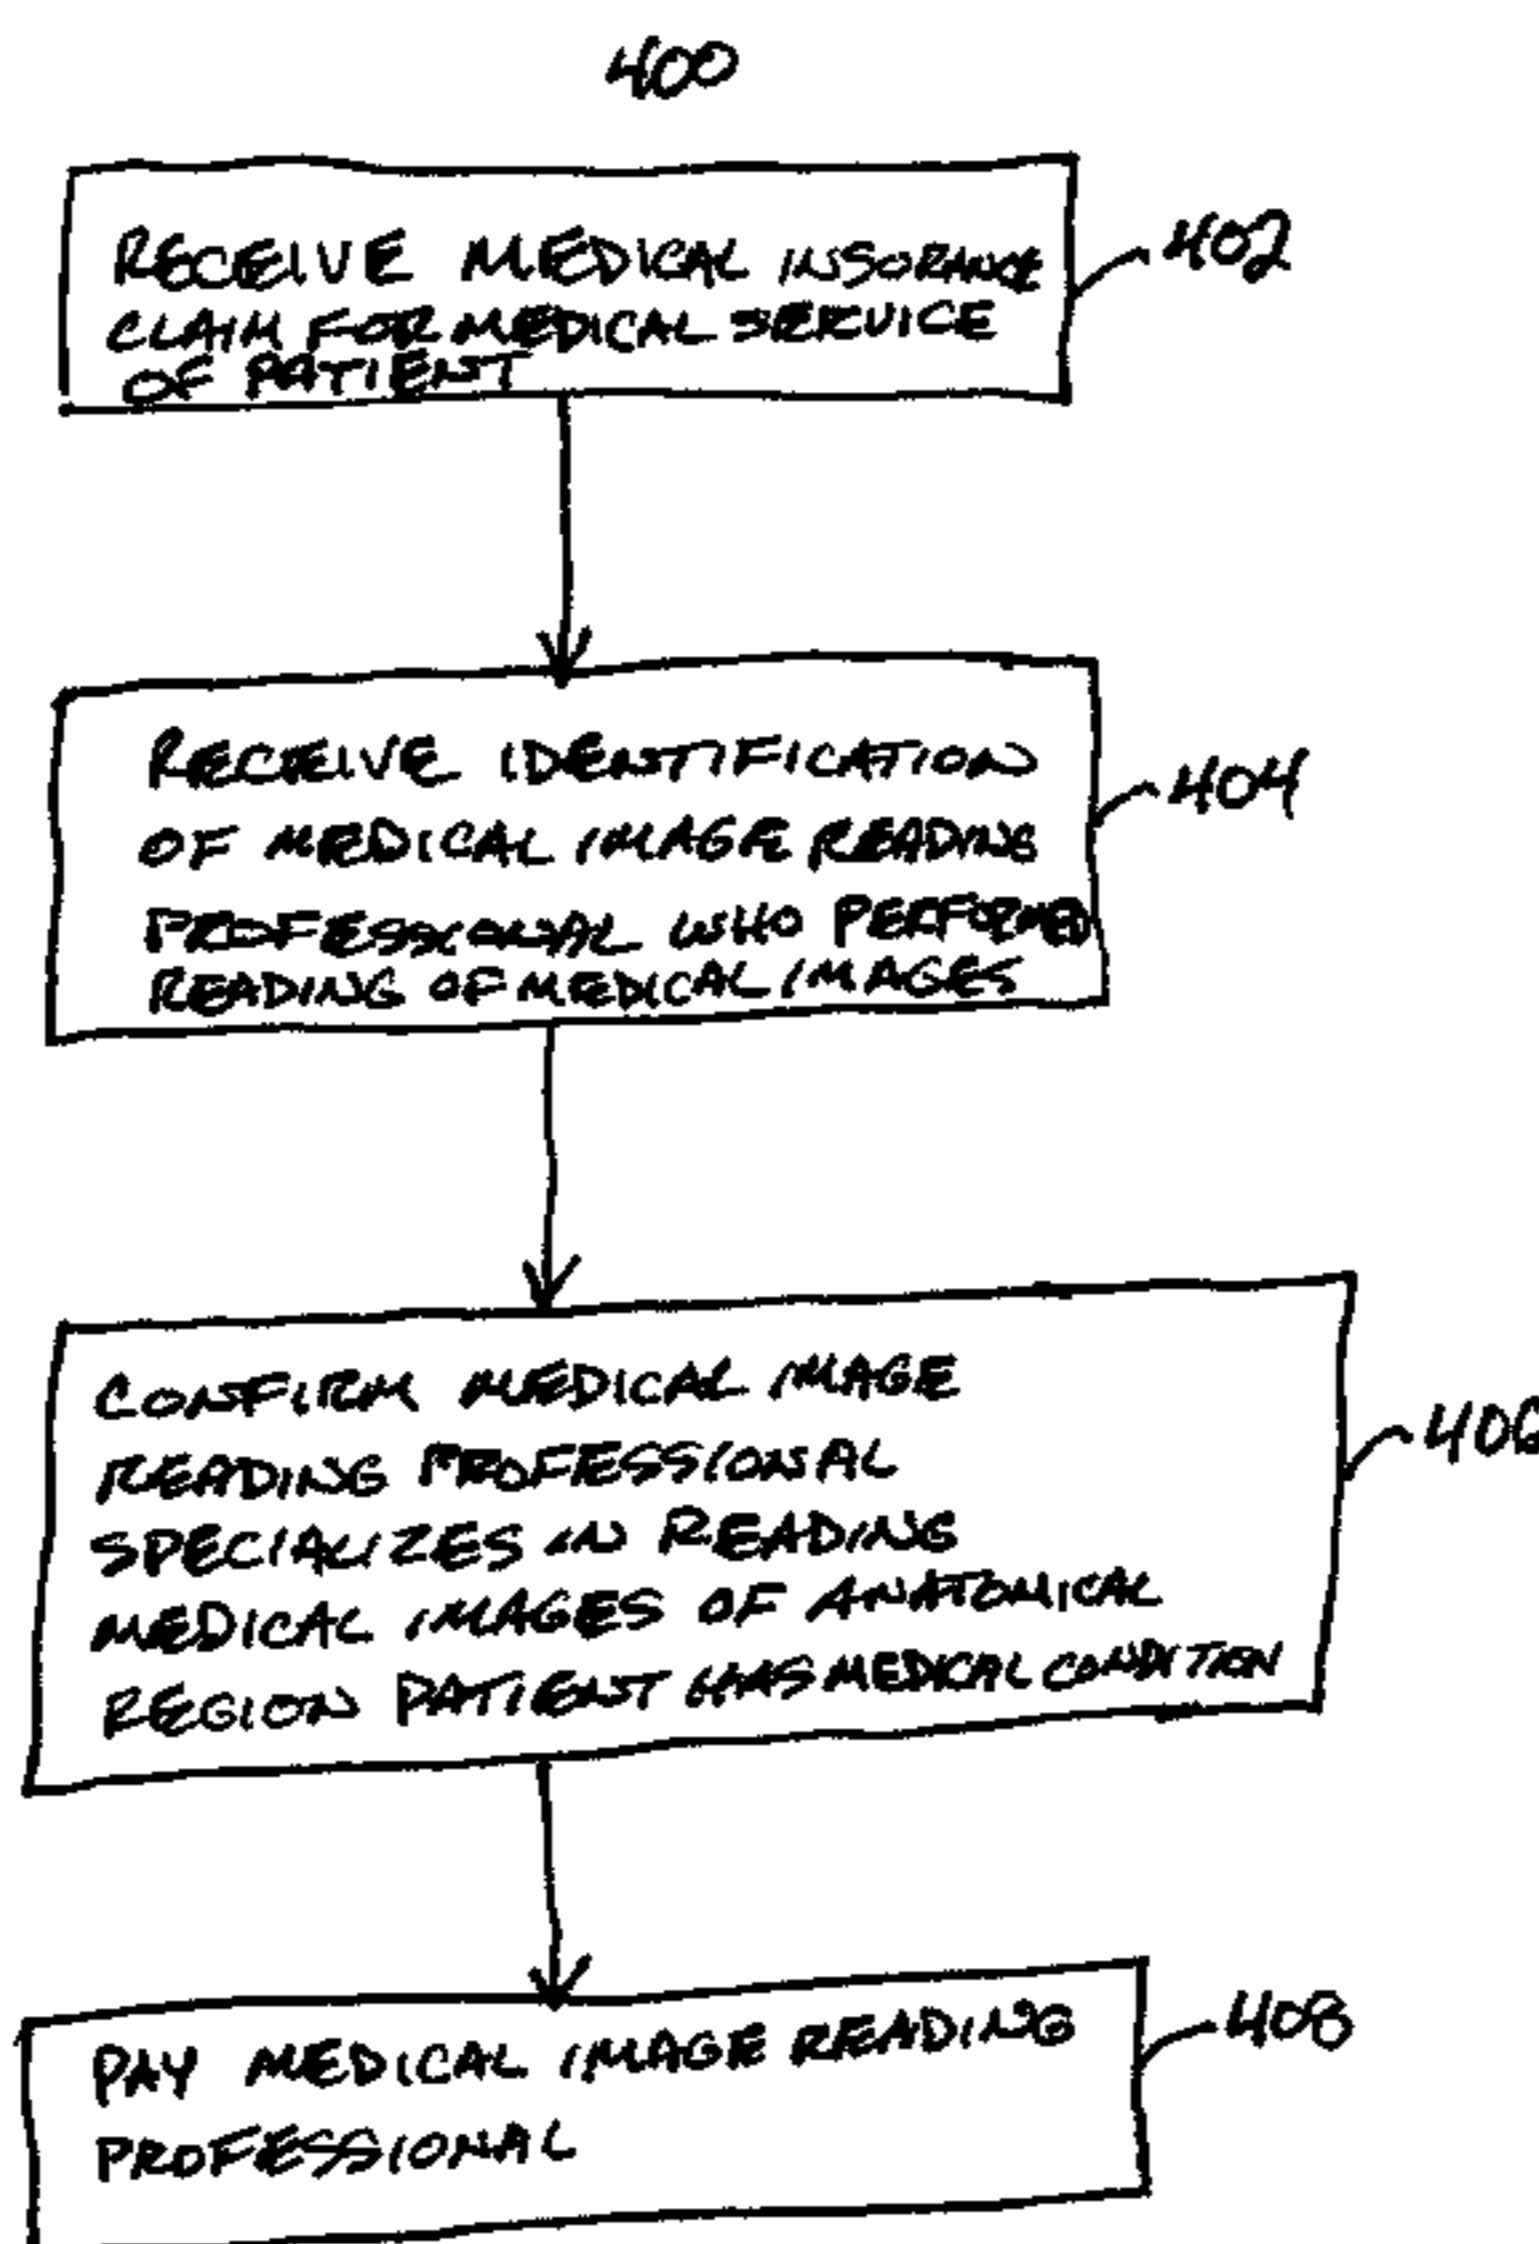 400
RECEIVE MEDICAL INSURANCE
CLAIM FOR MEDICAL SERVICE
OF PATIENT
402
RECEIVE IDENTIFICATION
OF MEDICAL IMAGE READING
PROFESSIONAL WHO PERFORMED
READING OF MEDICAL IMAGES
404
CONFIRM MEDICAL IMAGE
READING PROFESSIONAL
SPECIALIZES IN READING
MEDICAL IMAGES OF ANATOMICAL
REGION PATIENT HAS MEDICAL CONDITION
406
PAY MEDICAL IMAGE READING
PROFESSIONAL
408